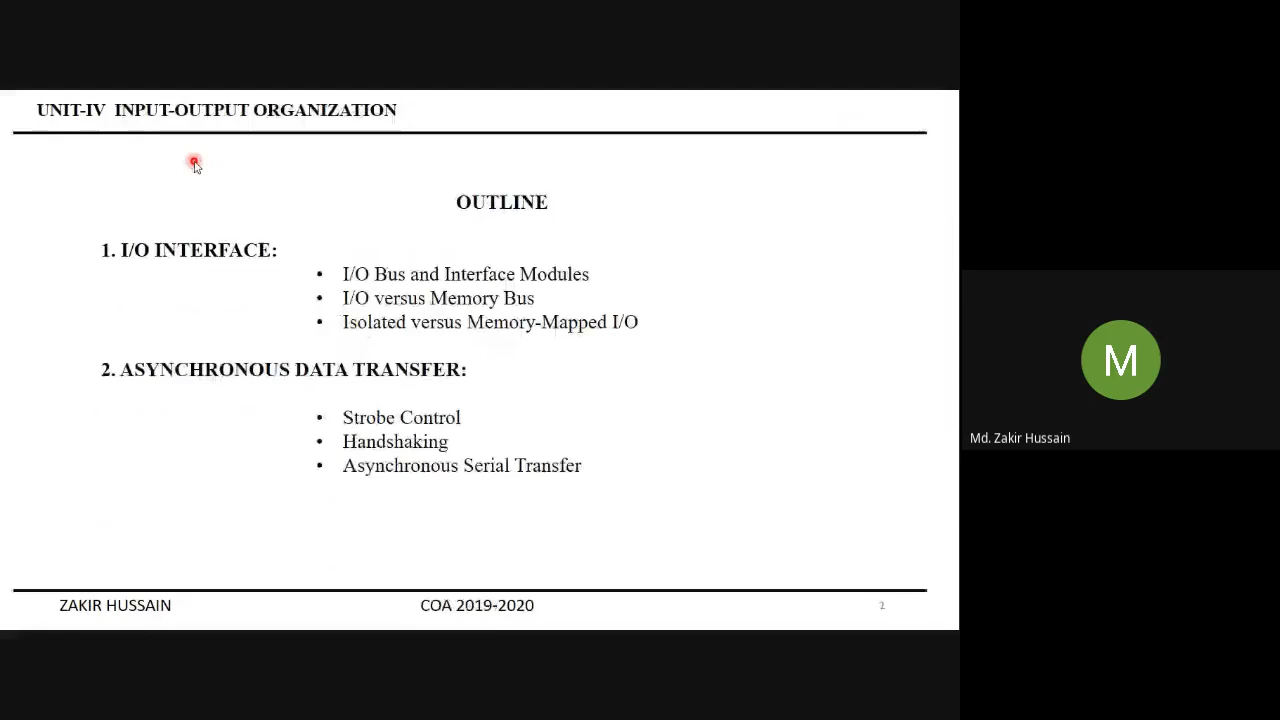 UNIT-IV INPUT-OUTPUT ORGANIZATION
OUTLINE
1. I/O INTERFACE:
• I/O Bus and Interface Modules
• I/O versus Memory Bus
• Isolated versus Memory-Mapped I/O
2. ASYNCHRONOUS DATA TRANSFER:
• Strobe Control
• Handshaking
• Asynchronous Serial Transfer
ZAKIR HUSSAIN COA 2019-2020 2
M
Md. Zakir Hussain